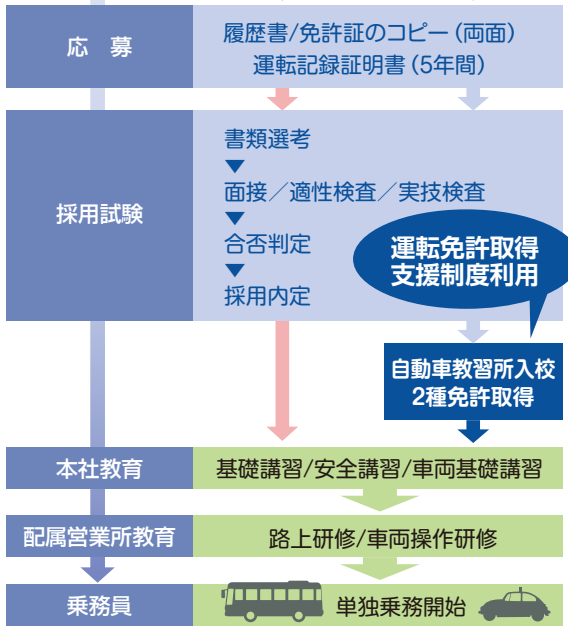 応　募
履歴書/免許証のコピー(両面)
運転記録証明書(5年間)
採用試験
書類選考
▼
面接／適性検査／実技検査
▼
合否判定
▼
採用内定
運転免許取得
支援制度利用
自動車教習所入校
2種免許取得
本社教育
基礎講習/安全講習/車両基礎講習
配属営業所教育
路上研修/車両操作研修
乗務員
単独乗務開始